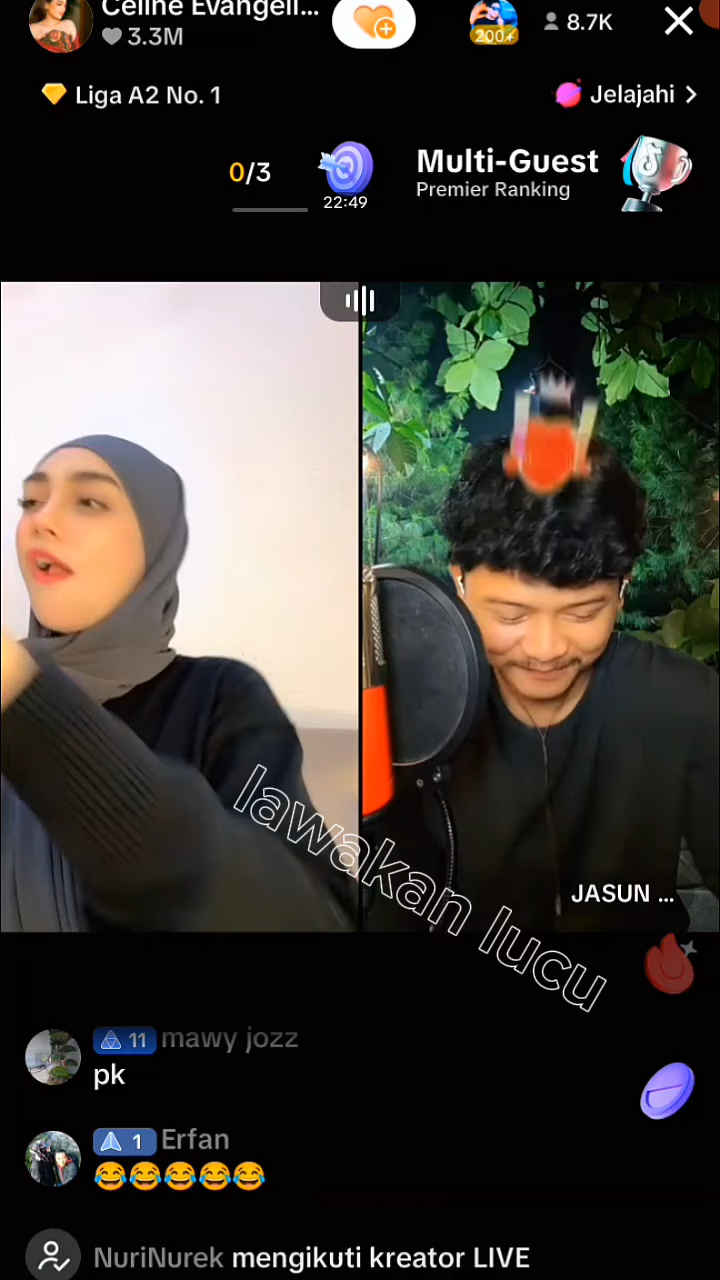 Celine Evangeli...
3.3M
200+
8.7K
Liga A2 No. 1
Jelajahi
0/3
22:49
Multi-Guest
Premier Ranking
lawakan lucu
JASUN ...
11 mawy jozz
pk
1 Erfan
😂😂😂😂😂
NuriNurek mengikuti kreator LIVE